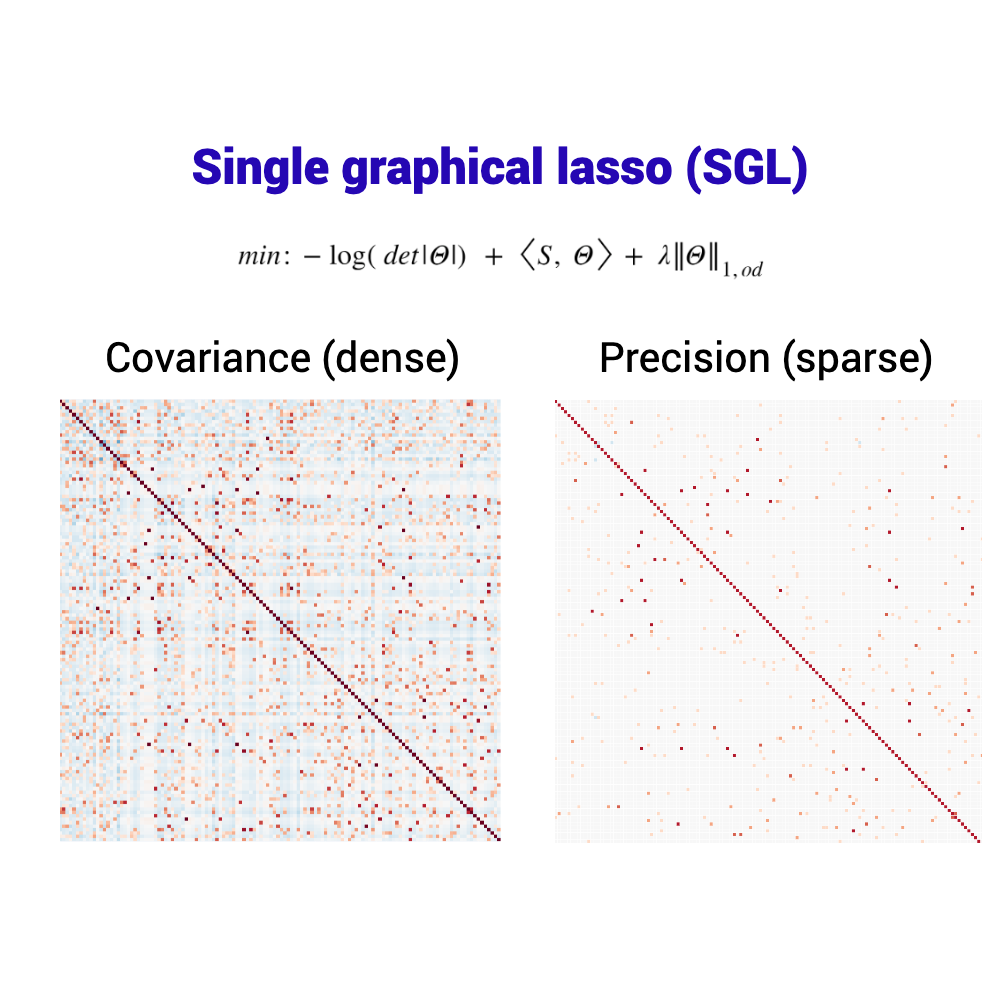 Single graphical lasso (SGL)
min: − log( det|Θ|) + ⟨S, Θ⟩ + λ‖Θ‖₁,od
Covariance (dense)
Precision (sparse)